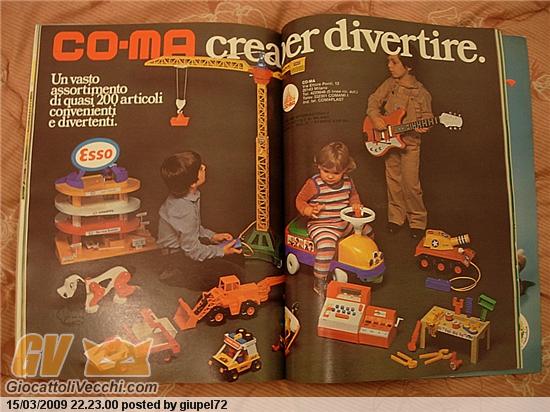 CO-MA crea per divertire.
Un vasto
assortimento
di quasi 200 articoli
convenienti
e divertenti.
CO-MA
Milano
Esso
GV
GiocattoliVecchi.com
15/03/2009 22.23.00 posted by giupel72